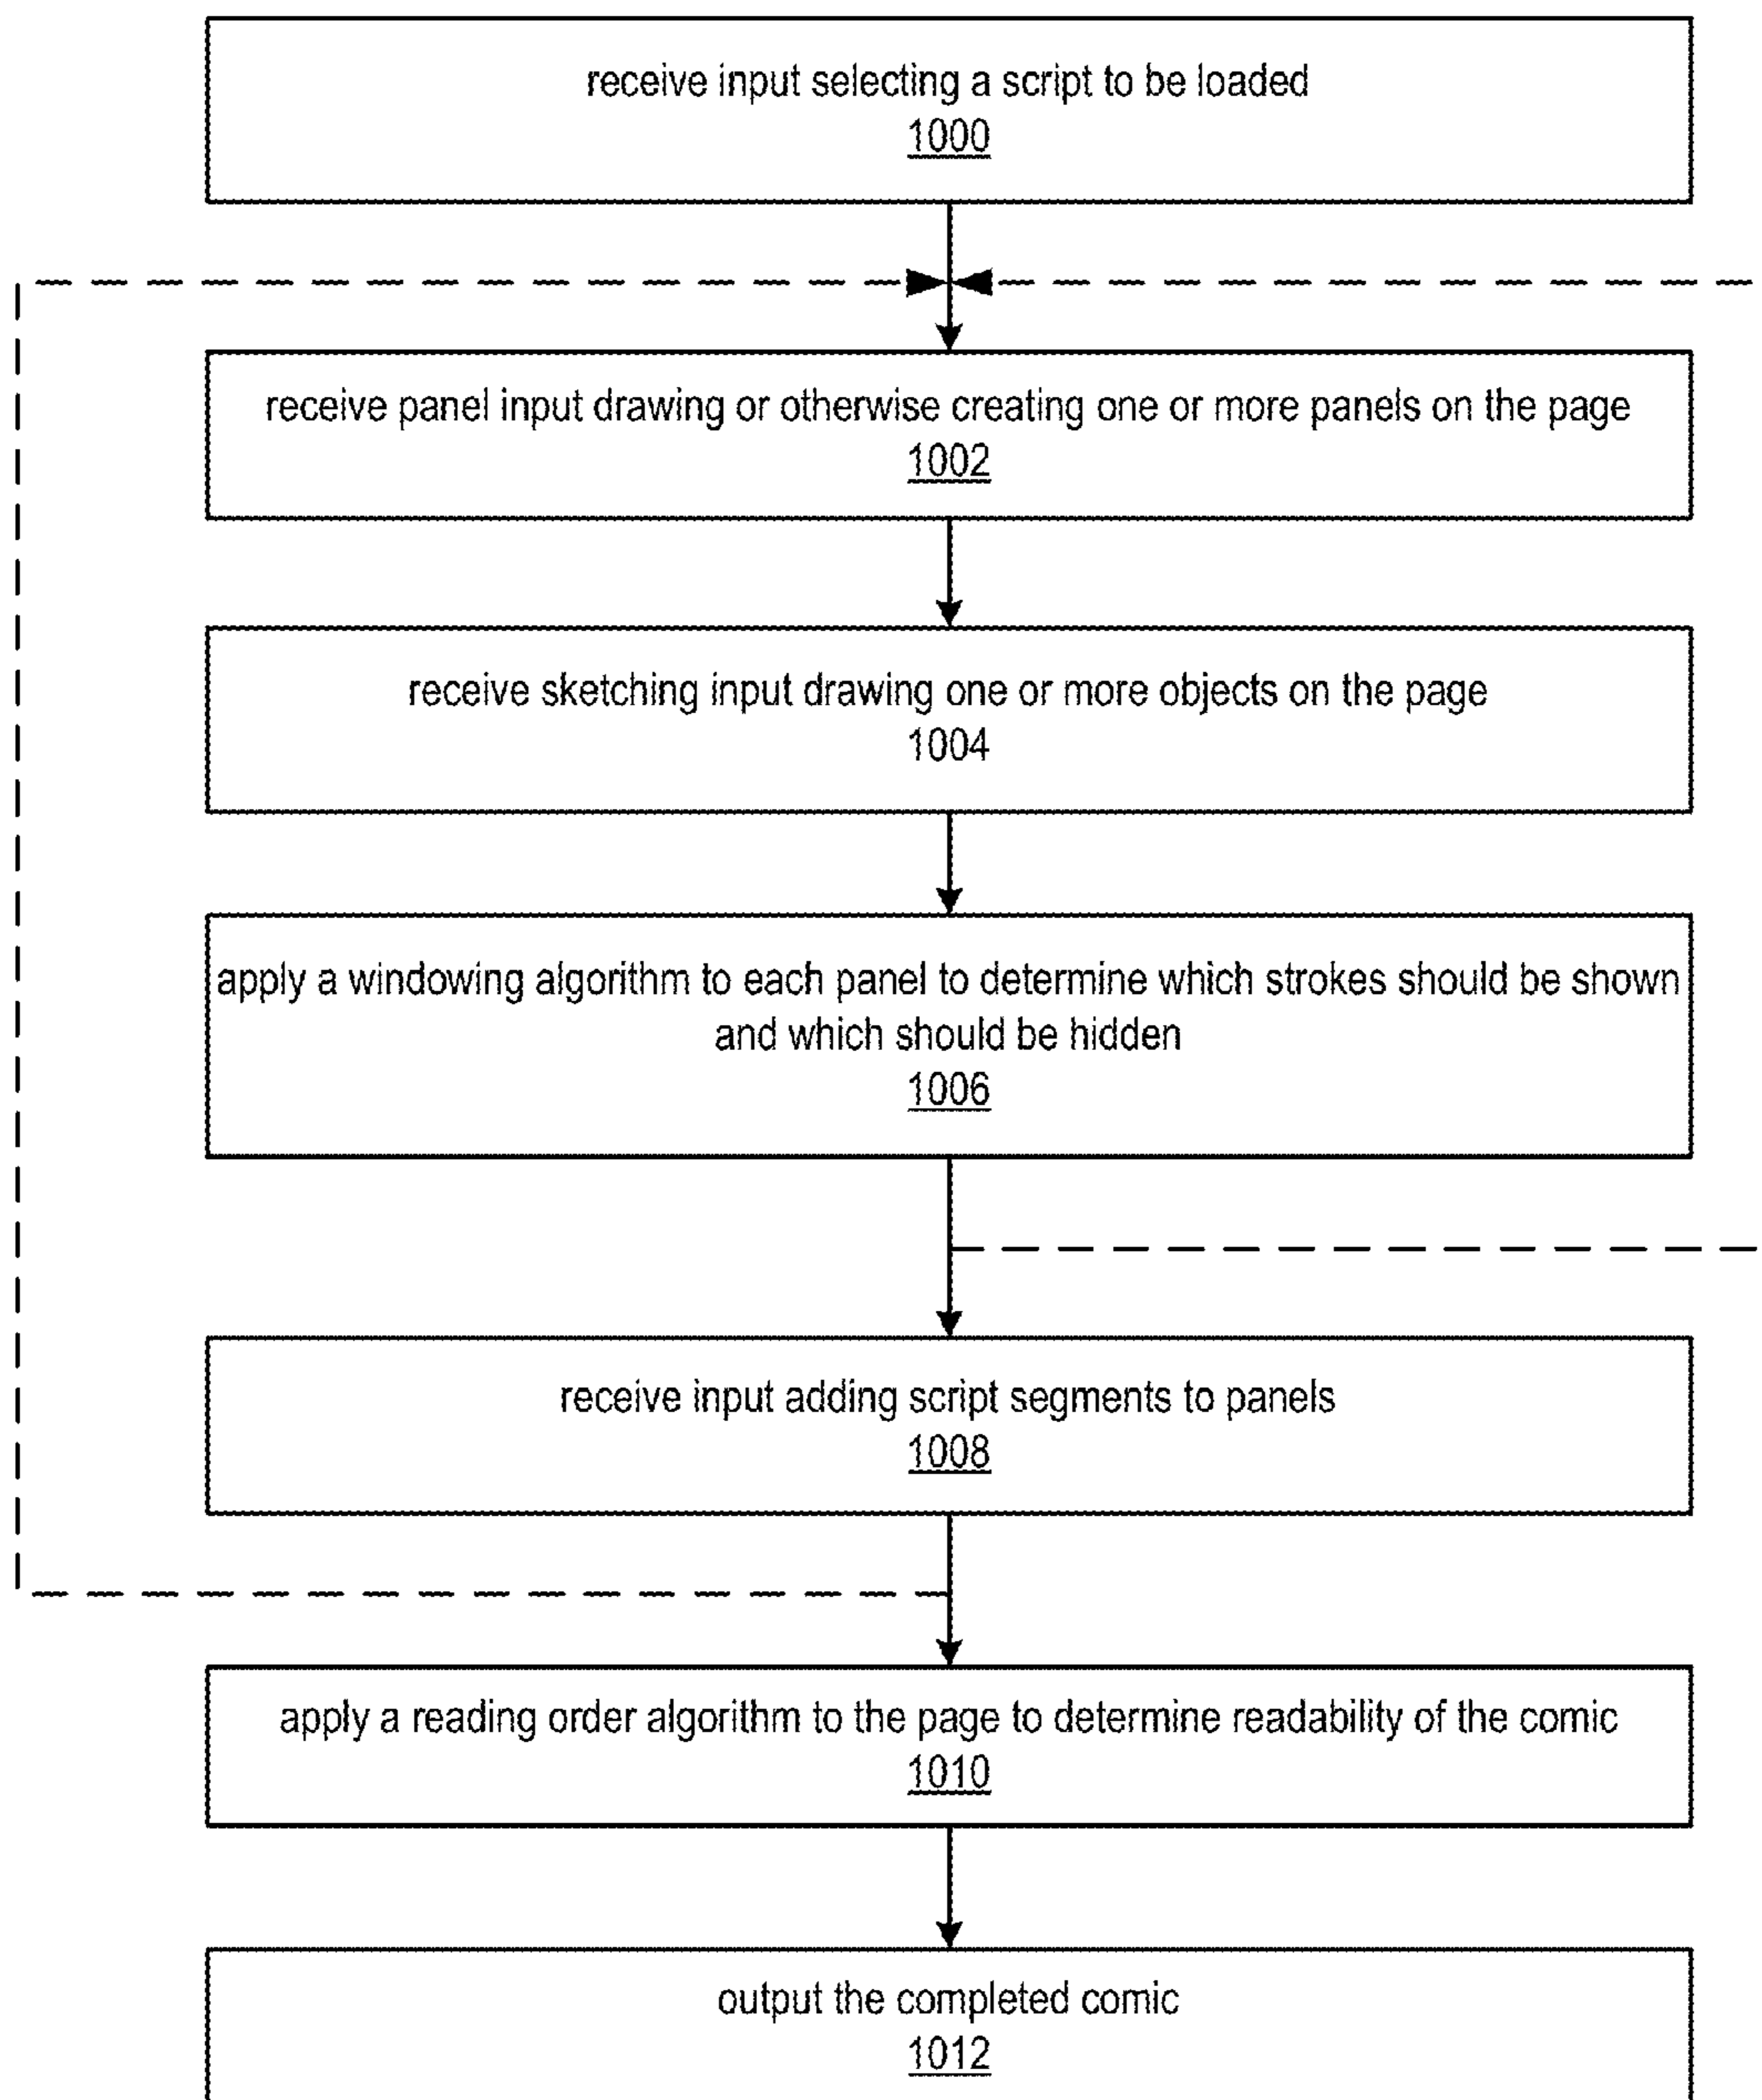 receive input selecting a script to be loaded
1000
receive panel input drawing or otherwise creating one or more panels on the page
1002
receive sketching input drawing one or more objects on the page
1004
apply a windowing algorithm to each panel to determine which strokes should be shown
and which should be hidden
1006
receive input adding script segments to panels
1008
apply a reading order algorithm to the page to determine readability of the comic
1010
output the completed comic
1012